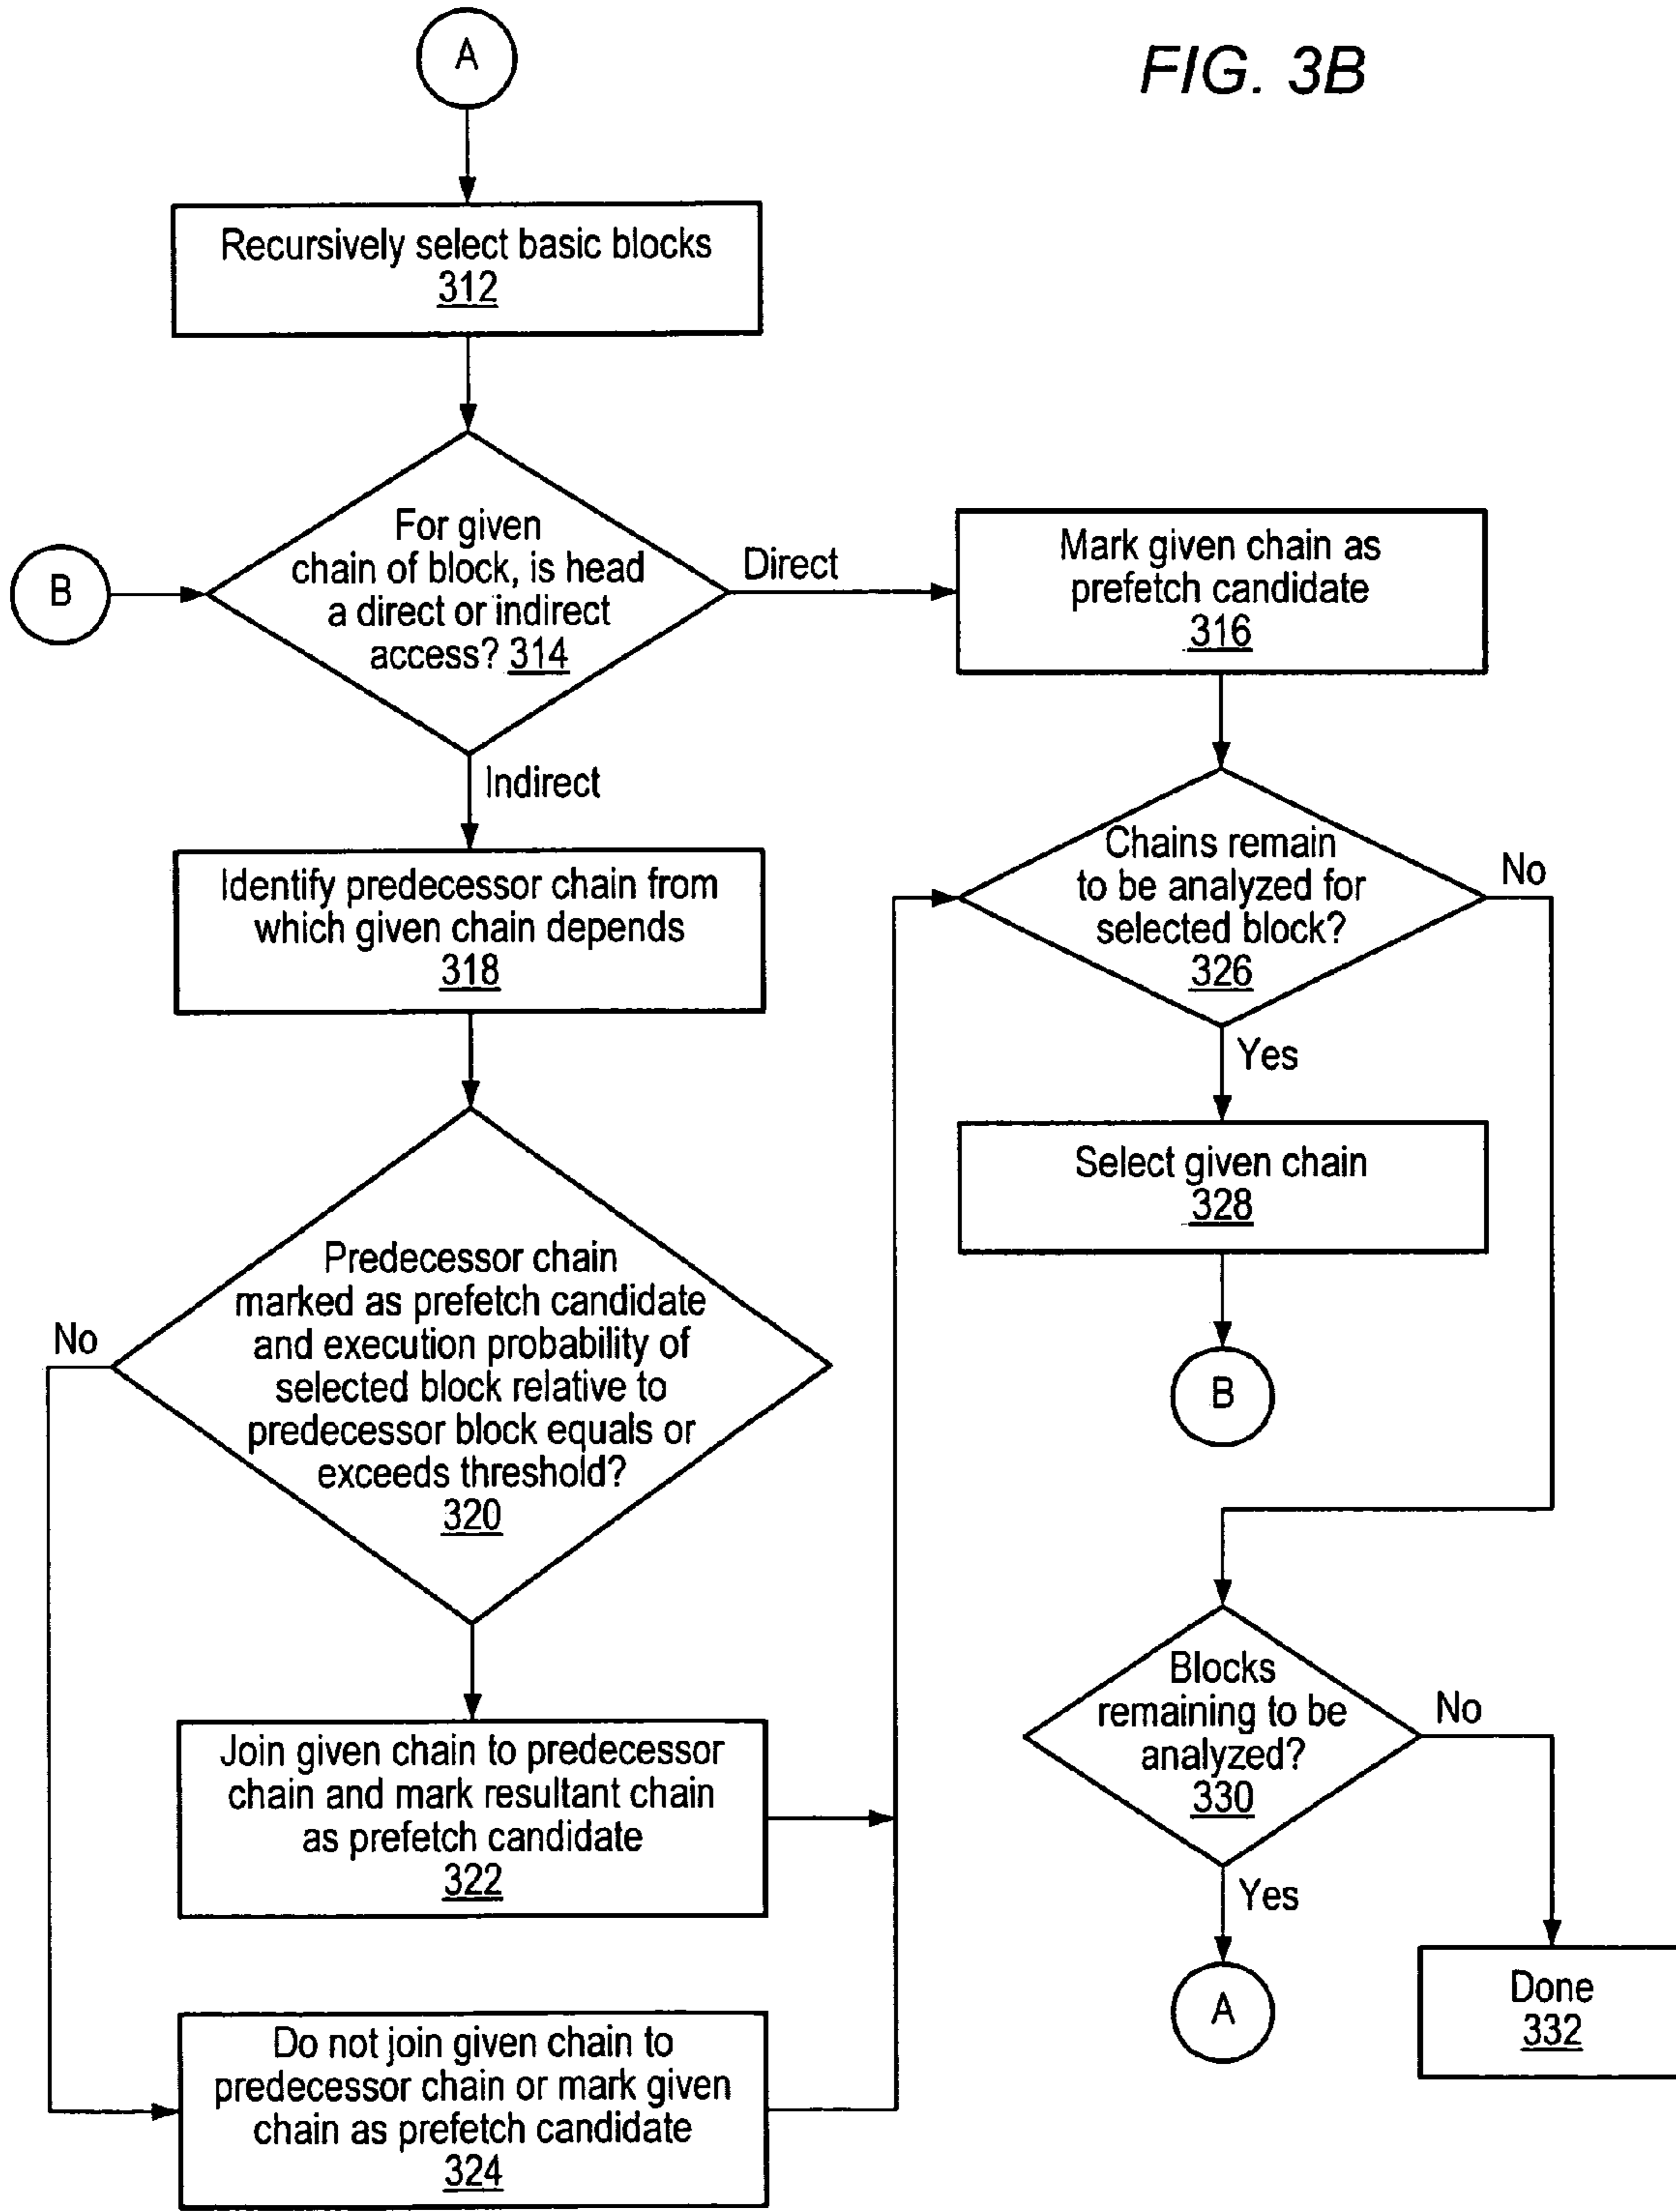 FIG. 3B
A
Recursively select basic blocks
312
For given
chain of block, is head
a direct or indirect
access? 314
B
Direct
Indirect
Mark given chain as
prefetch candidate
316
Identify predecessor chain from
which given chain depends
318
Chains remain
to be analyzed for
selected block?
326
No
Yes
Select given chain
328
B
Predecessor chain
marked as prefetch candidate
and execution probability of
selected block relative to
predecessor block equals or
exceeds threshold?
320
No
Join given chain to predecessor
chain and mark resultant chain
as prefetch candidate
322
Do not join given chain to
predecessor chain or mark given
chain as prefetch candidate
324
Blocks
remaining to be
analyzed?
330
No
Yes
A
Done
332